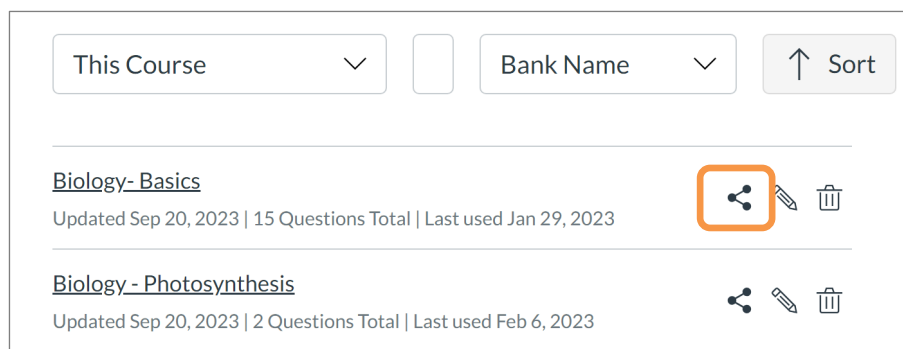 This Course
Bank Name
Sort
Biology- Basics
Updated Sep 20, 2023 | 15 Questions Total | Last used Jan 29, 2023
Biology - Photosynthesis
Updated Sep 20, 2023 | 2 Questions Total | Last used Feb 6, 2023